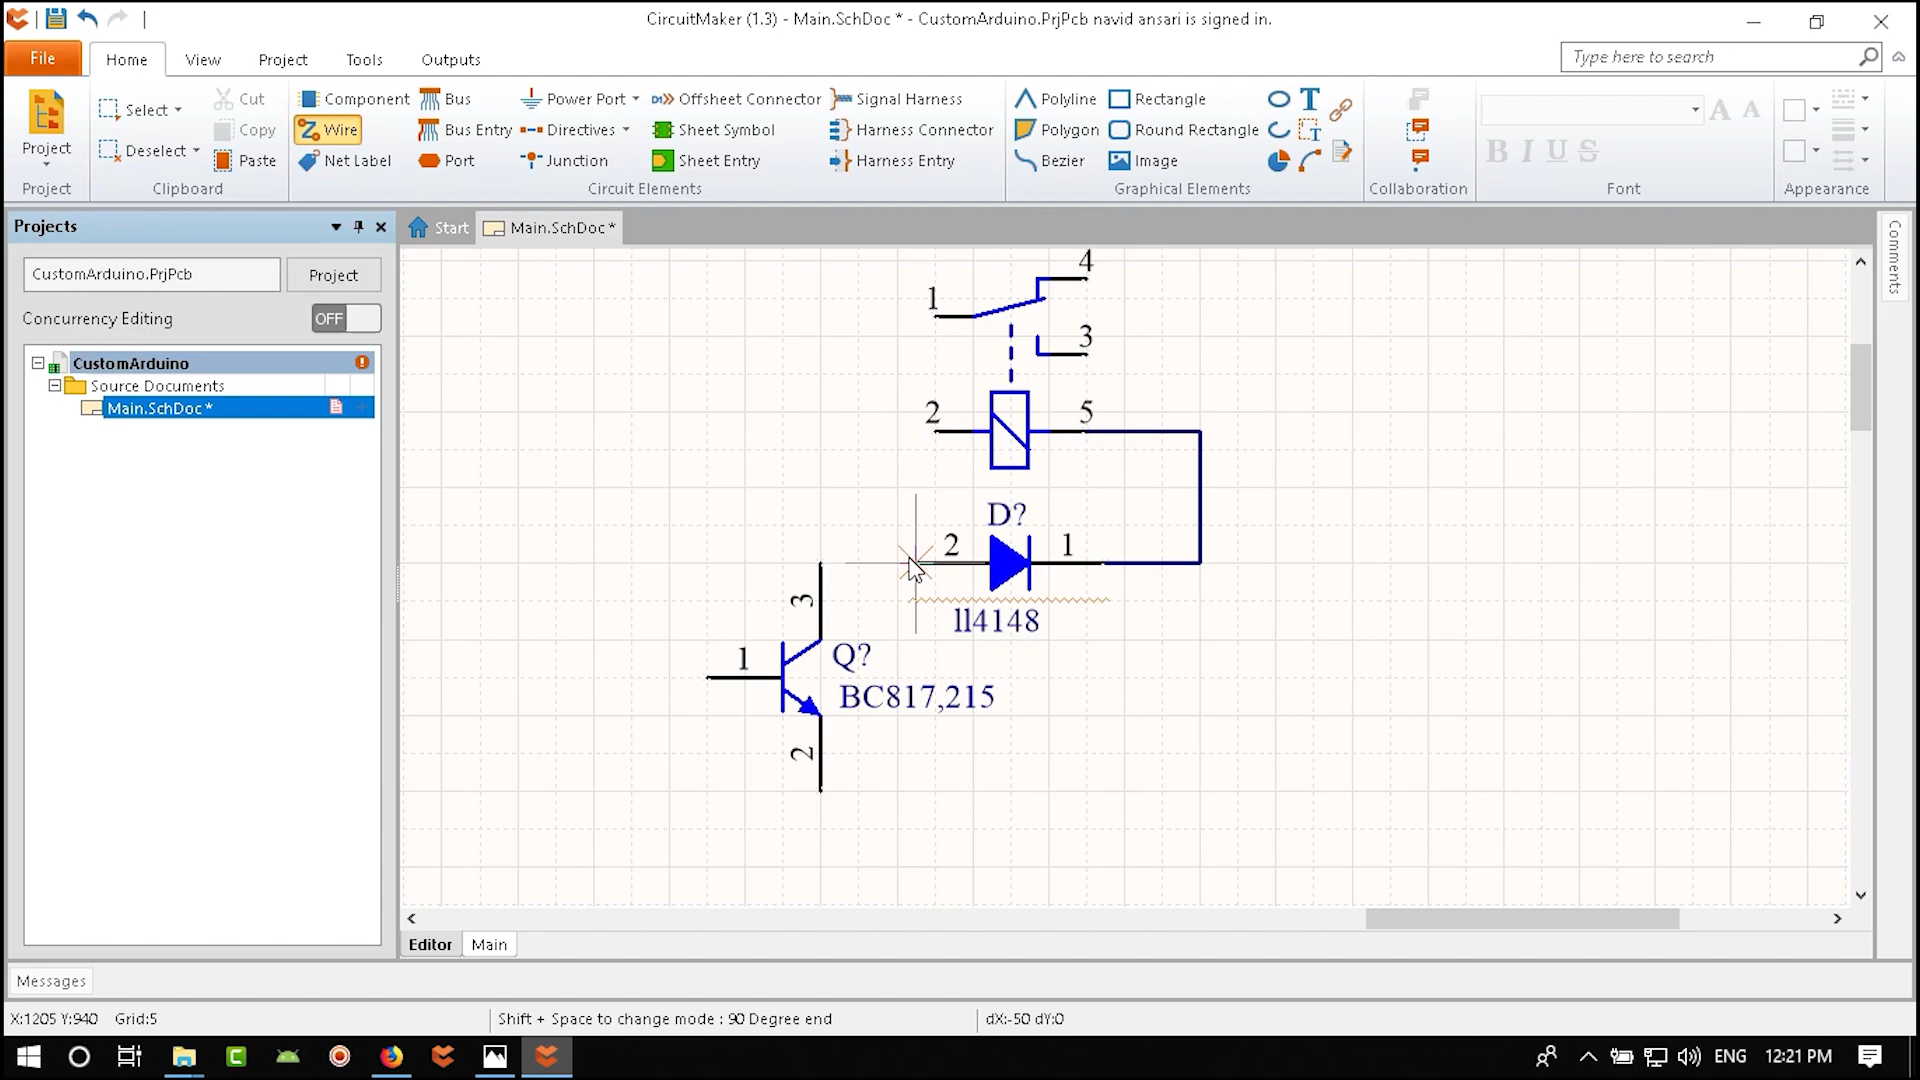 CircuitMaker (1.3) - Main.SchDoc * - CustomArduino.PrjPcb navid ansari is signed in.
File Home View Project Tools Outputs
Type here to search
Select Cut Component Bus Power Port Offsheet Connector Signal Harness Polyline Rectangle T
Project Copy Wire Bus Entry Directives Sheet Symbol Harness Connector Polygon Round Rectangle T B I U S
Deselect Paste Net Label Port Junction Sheet Entry Harness Entry Bezier Image
A A
Project Clipboard Circuit Elements Graphical Elements Collaboration Font Appearance
Projects
Start Main.SchDoc *
Comments
CustomArduino.PrjPcb Project
Concurrency Editing OFF
CustomArduino
Source Documents
Main.SchDoc *
4
1
3
2 5
D?
2 1
ll4148
3
1 Q?
BC817,215
2
Editor Main
Messages
X:1205 Y:940 Grid:5 Shift + Space to change mode : 90 Degree end dX:-50 dY:0
ENG 12:21 PM